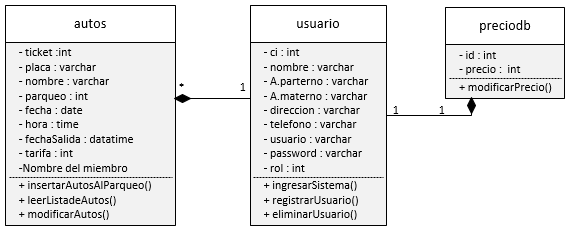 autos
- ticket :int
- placa : varchar
- nombre : varchar
- parqueo : int
- fecha : date
- hora : time
- fechaSalida : datatime
- tarifa : int
-Nombre del miembro
+ insertarAutosAlParqueo()
+ leerListadeAutos()
+ modificarAutos()
*
1
usuario
- ci : int
- nombre : varchar
- A.parterno : varchar
- A.materno : varchar
- direccion : varchar
- telefono : varchar
- usuario : varchar
- password : varchar
- rol : int
+ ingresarSistema()
+ registrarUsuario()
+ eliminarUsuario()
1
1
preciodb
- id : int
- precio : int
+ modificarPrecio()